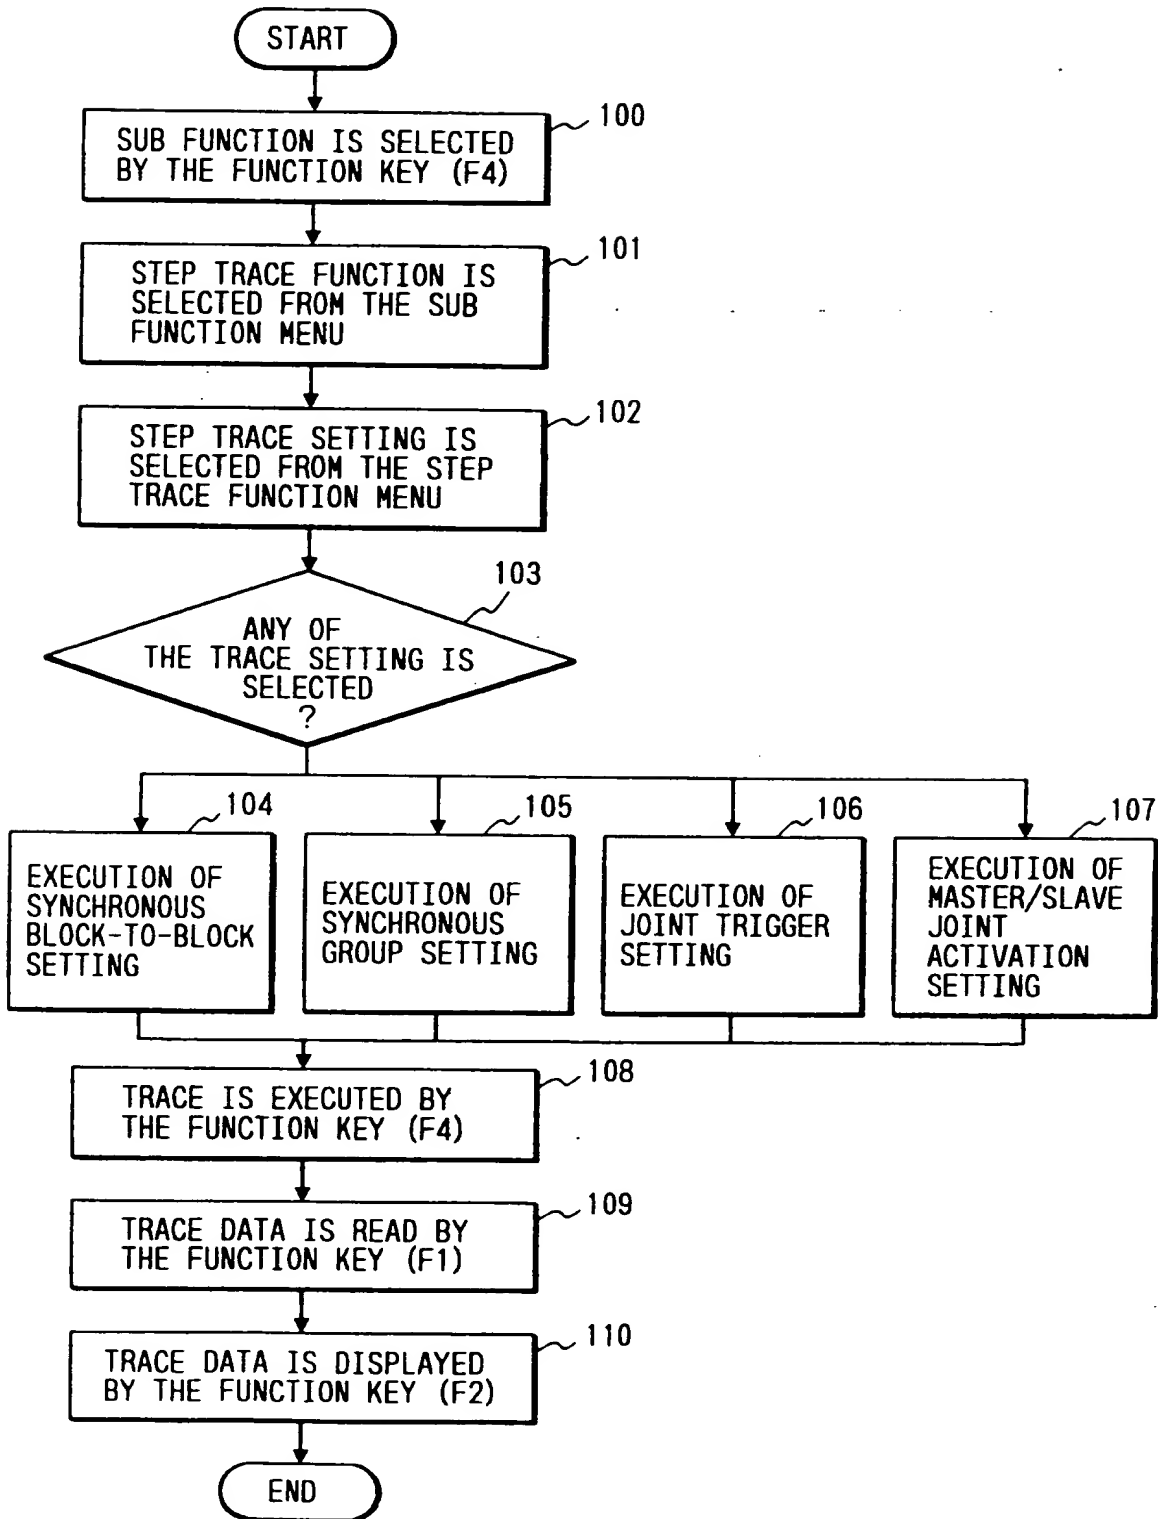 START
100
SUB FUNCTION IS SELECTED
BY THE FUNCTION KEY (F4)
101
STEP TRACE FUNCTION IS
SELECTED FROM THE SUB
FUNCTION MENU
102
STEP TRACE SETTING IS
SELECTED FROM THE STEP
TRACE FUNCTION MENU
103
ANY OF
THE TRACE SETTING IS
SELECTED
?
104
EXECUTION OF
SYNCHRONOUS
BLOCK-TO-BLOCK
SETTING
105
EXECUTION OF
SYNCHRONOUS
GROUP SETTING
106
EXECUTION OF
JOINT TRIGGER
SETTING
107
EXECUTION OF
MASTER/SLAVE
JOINT
ACTIVATION
SETTING
108
TRACE IS EXECUTED BY
THE FUNCTION KEY (F4)
109
TRACE DATA IS READ BY
THE FUNCTION KEY (F1)
110
TRACE DATA IS DISPLAYED
BY THE FUNCTION KEY (F2)
END